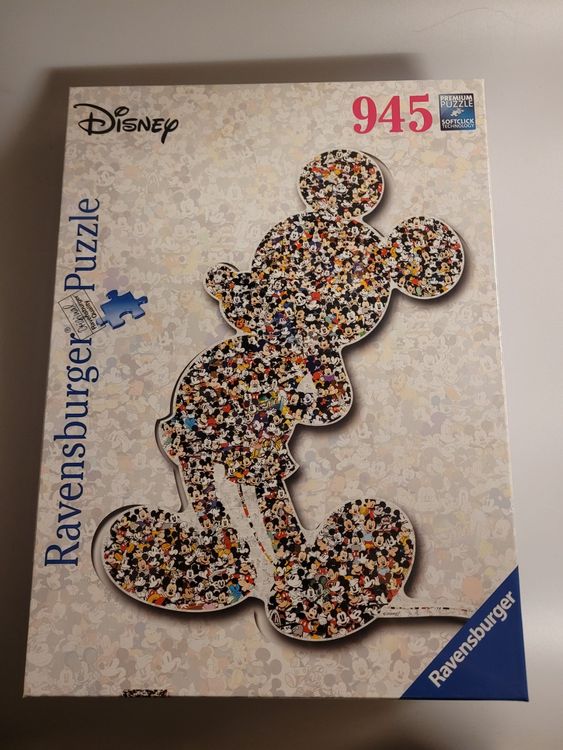 Disney
945
PREMIUM
PUZZLE
SOFTCLICK
TECHNOLOGY
Ravensburger® Puzzle
Ravensburger